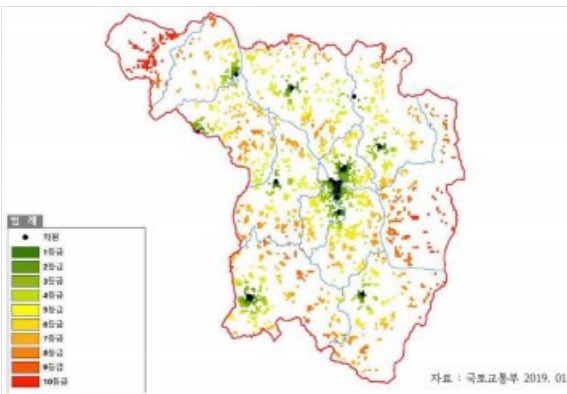 범 례
의원
1등급
2등급
3등급
4등급
5등급
6등급
7등급
8등급
9등급
10등급
자료 : 국토교통부 2019. 01